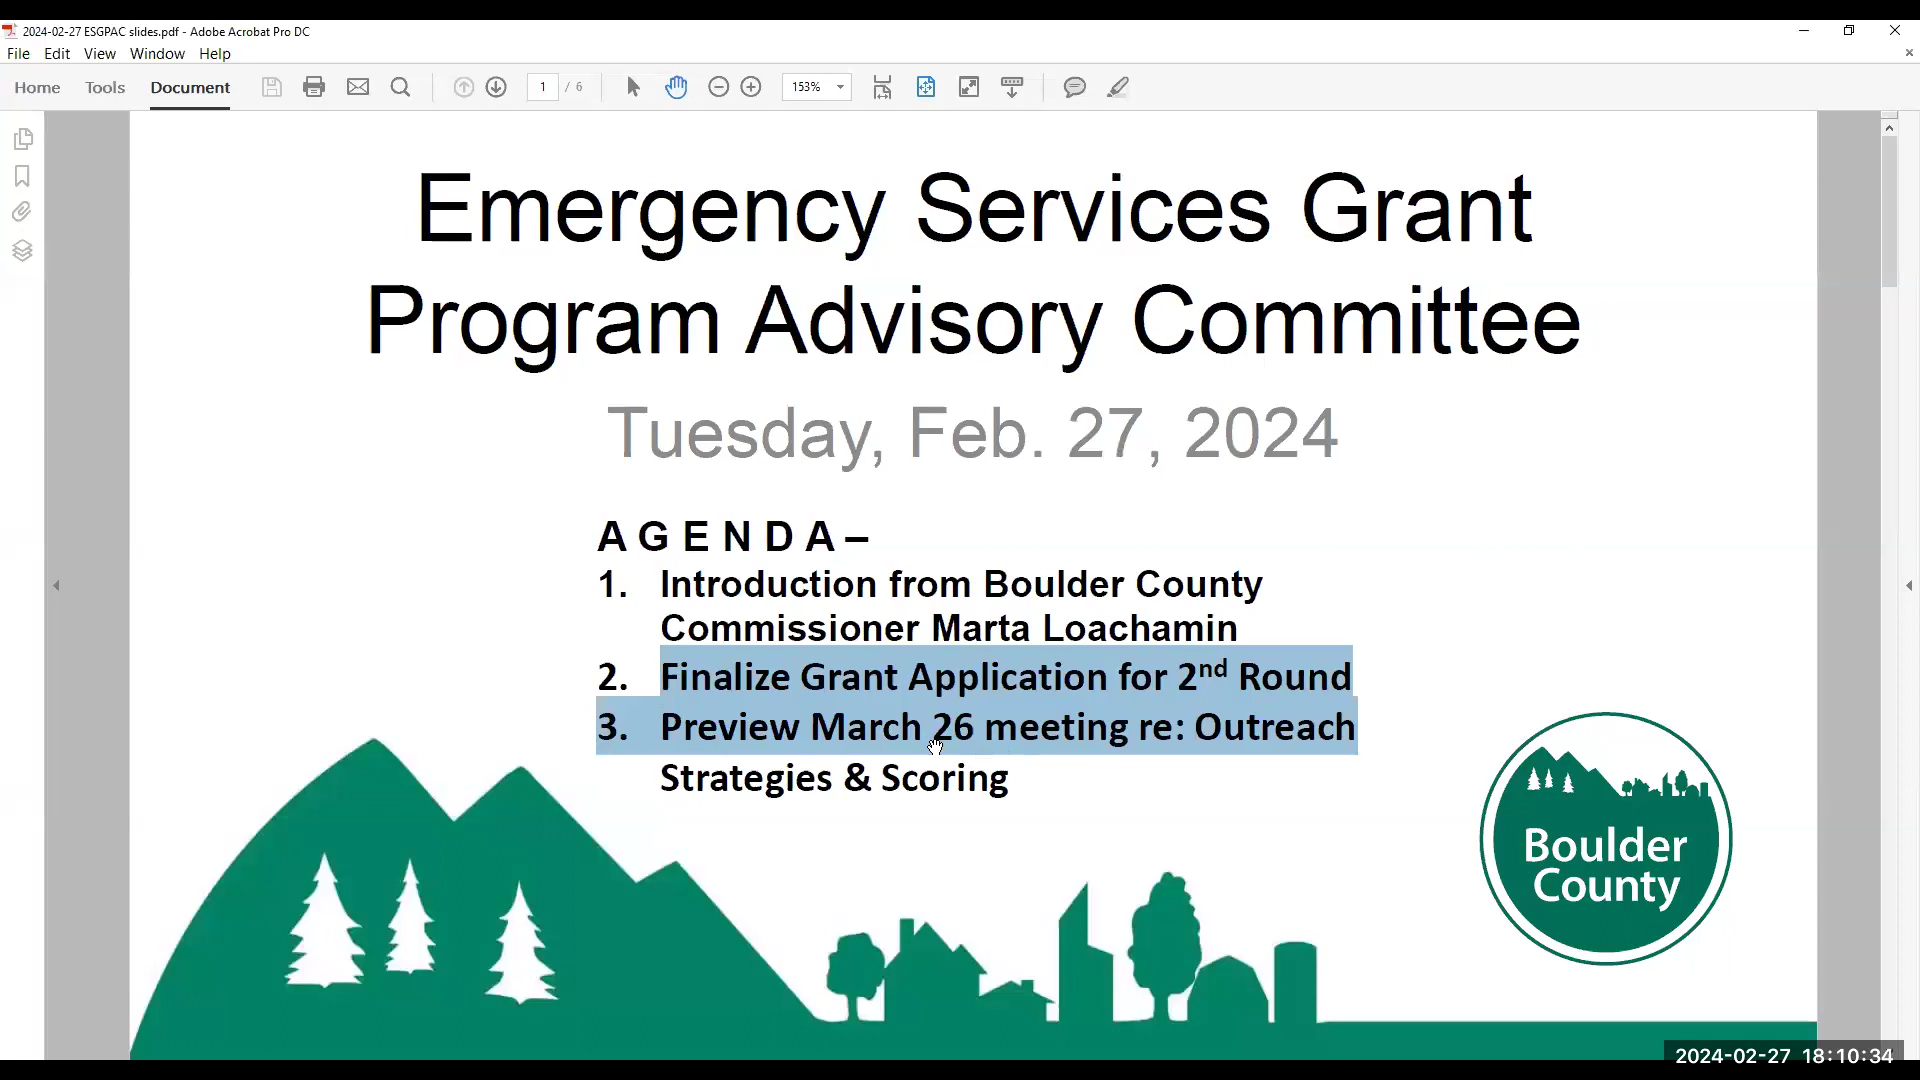 2024-02-27 ESGPAC slides.pdf - Adobe Acrobat Pro DC
File Edit View Window Help
Home Tools Document 1 / 6 153%
Emergency Services Grant
Program Advisory Committee
Tuesday, Feb. 27, 2024
A G E N D A –
1. Introduction from Boulder County
Commissioner Marta Loachamin
2. Finalize Grant Application for 2nd Round
3. Preview March 26 meeting re: Outreach
Strategies & Scoring
Boulder
County
2024-02-27 18:10:34